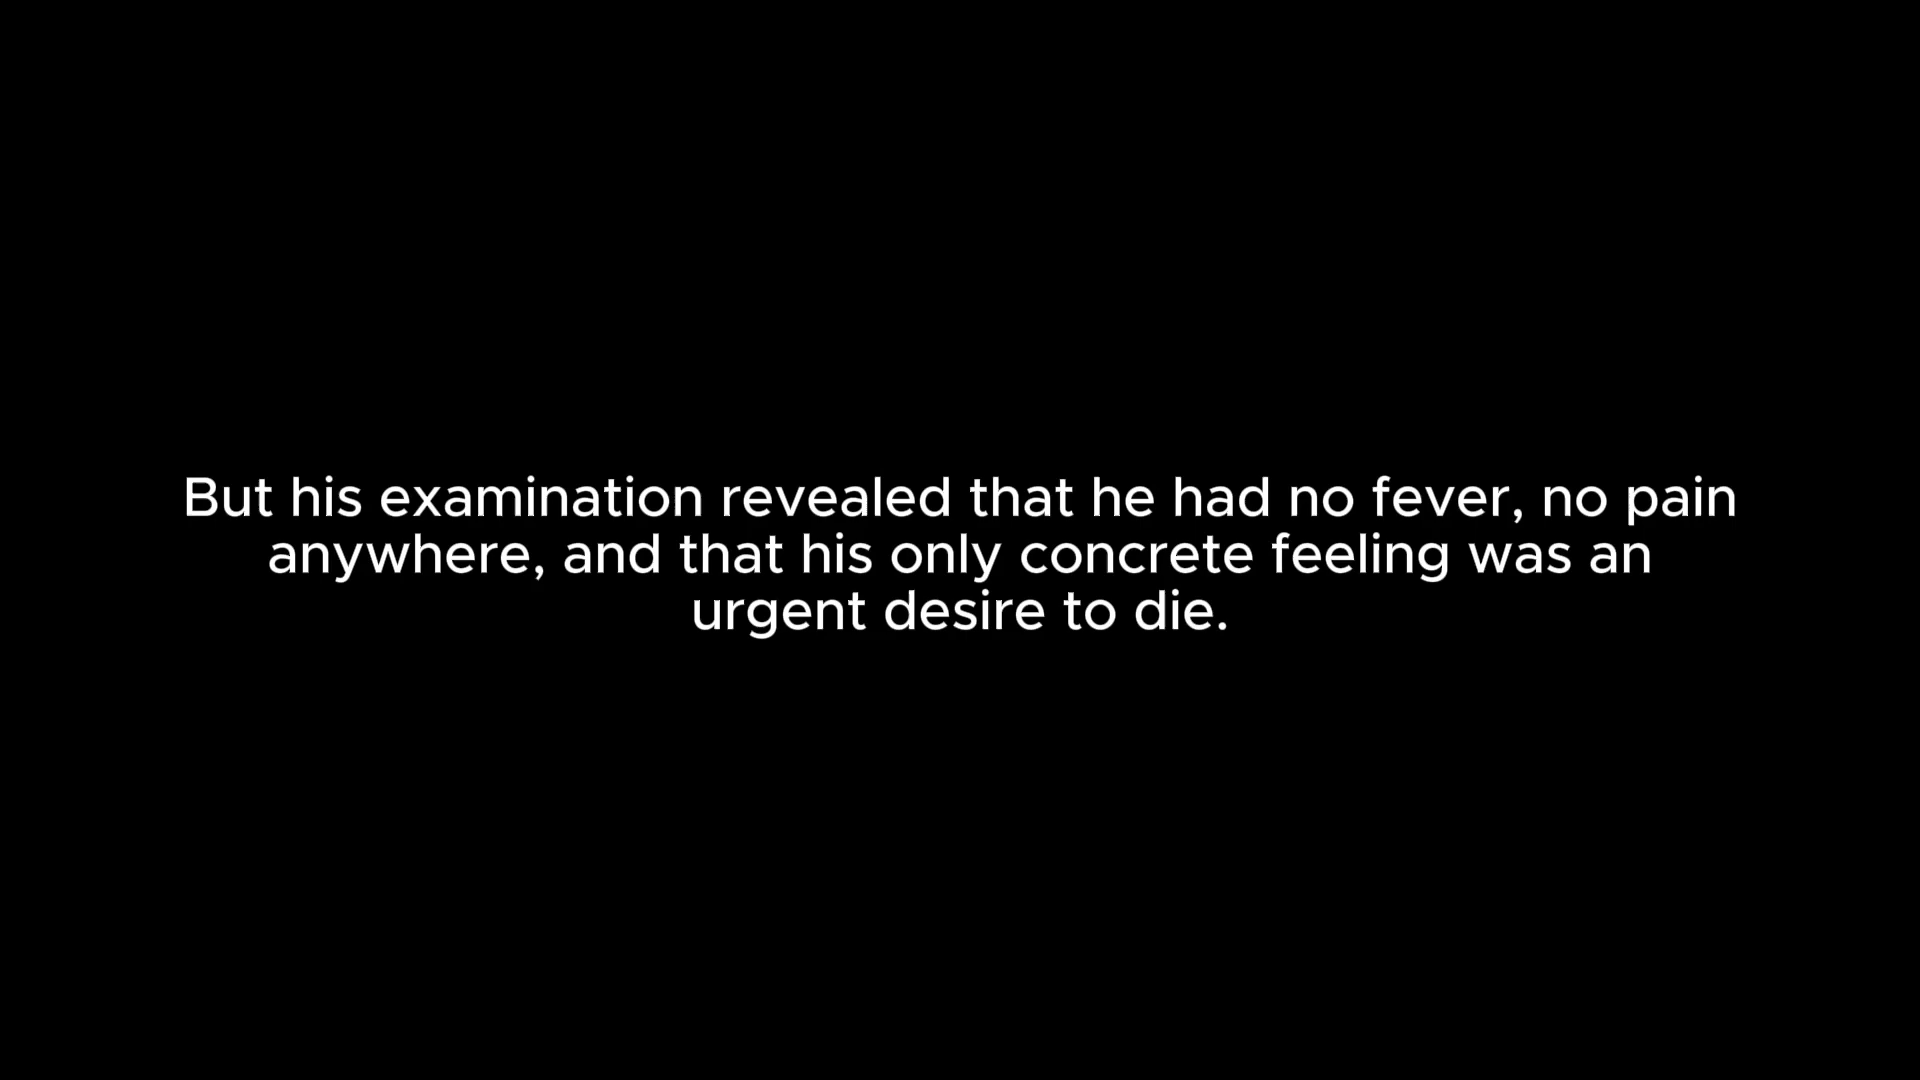 But his examination revealed that he had no fever, no pain
anywhere, and that his only concrete feeling was an
urgent desire to die.